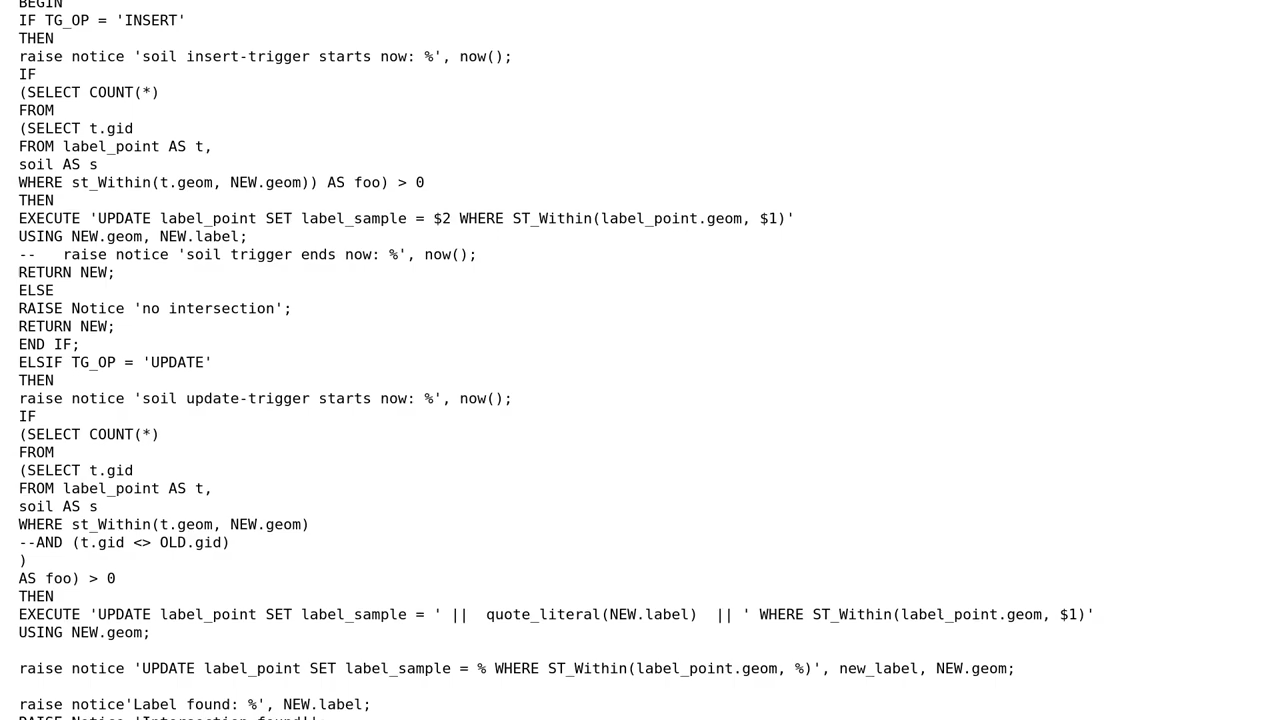 BEGIN
IF TG_OP = 'INSERT'
THEN
raise notice 'soil insert-trigger starts now: %', now();
IF
(SELECT COUNT(*)
FROM
(SELECT t.gid
FROM label_point AS t,
soil AS s
WHERE st_Within(t.geom, NEW.geom)) AS foo) > 0
THEN
EXECUTE 'UPDATE label_point SET label_sample = $2 WHERE ST_Within(label_point.geom, $1)'
USING NEW.geom, NEW.label;
--   raise notice 'soil trigger ends now: %', now();
RETURN NEW;
ELSE
RAISE Notice 'no intersection';
RETURN NEW;
END IF;
ELSIF TG_OP = 'UPDATE'
THEN
raise notice 'soil update-trigger starts now: %', now();
IF
(SELECT COUNT(*)
FROM
(SELECT t.gid
FROM label_point AS t,
soil AS s
WHERE st_Within(t.geom, NEW.geom)
--AND (t.gid <> OLD.gid)
)
AS foo) > 0
THEN
EXECUTE 'UPDATE label_point SET label_sample = ' ||  quote_literal(NEW.label)  || ' WHERE ST_Within(label_point.geom, $1)'
USING NEW.geom;
raise notice 'UPDATE label_point SET label_sample = % WHERE ST_Within(label_point.geom, %)', new_label, NEW.geom;
raise notice'Label found: %', NEW.label;
RAISE Notice 'Intersection found!';